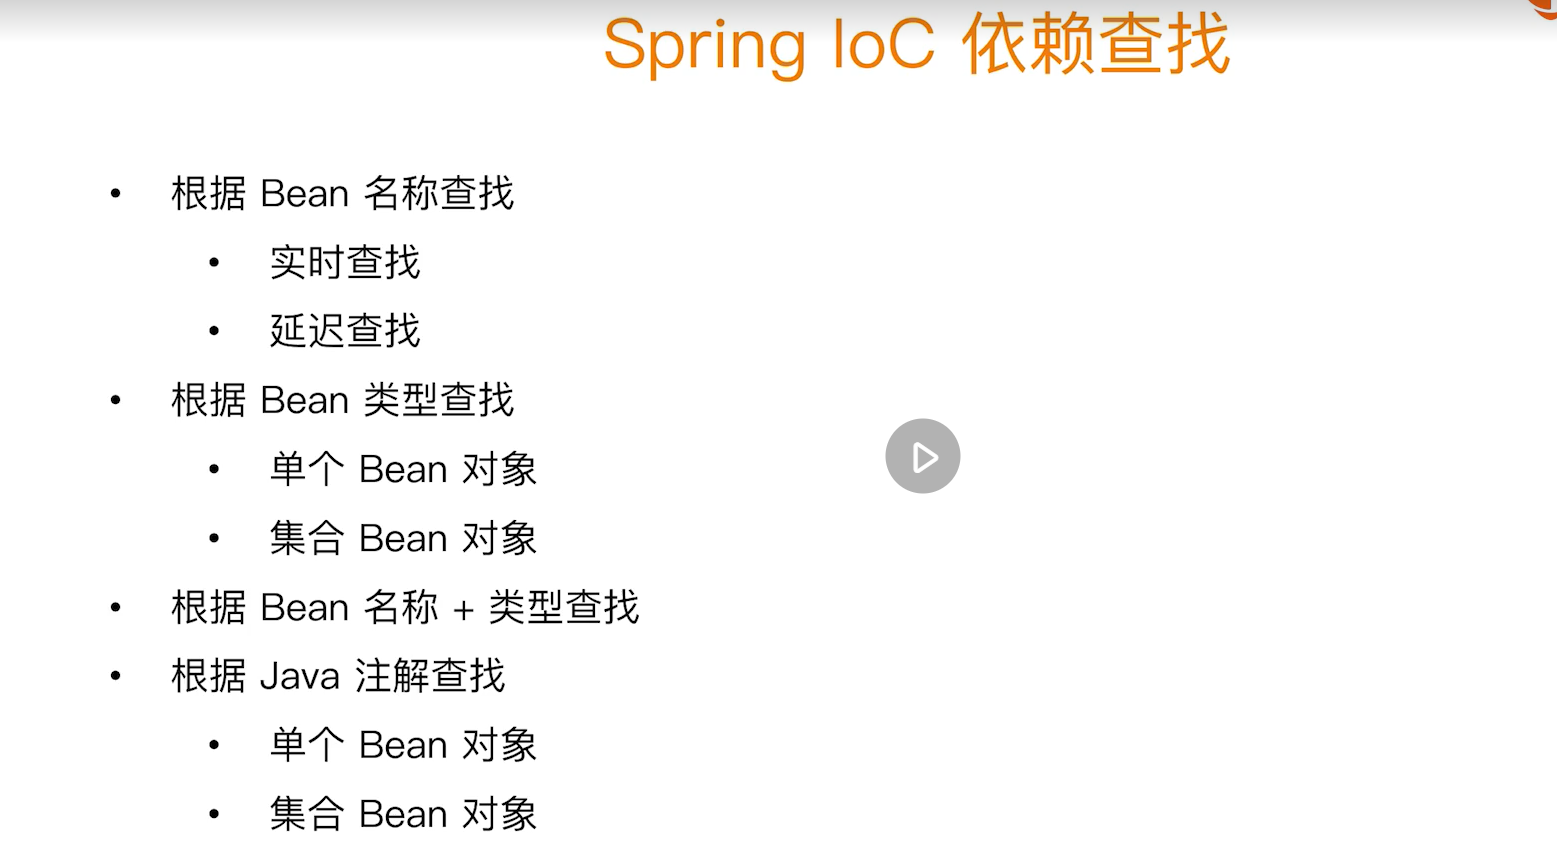 Spring IoC 依赖查找
• 根据 Bean 名称查找
• 实时查找
• 延迟查找
• 根据 Bean 类型查找
• 单个 Bean 对象
• 集合 Bean 对象
• 根据 Bean 名称 + 类型查找
• 根据 Java 注解查找
• 单个 Bean 对象
• 集合 Bean 对象